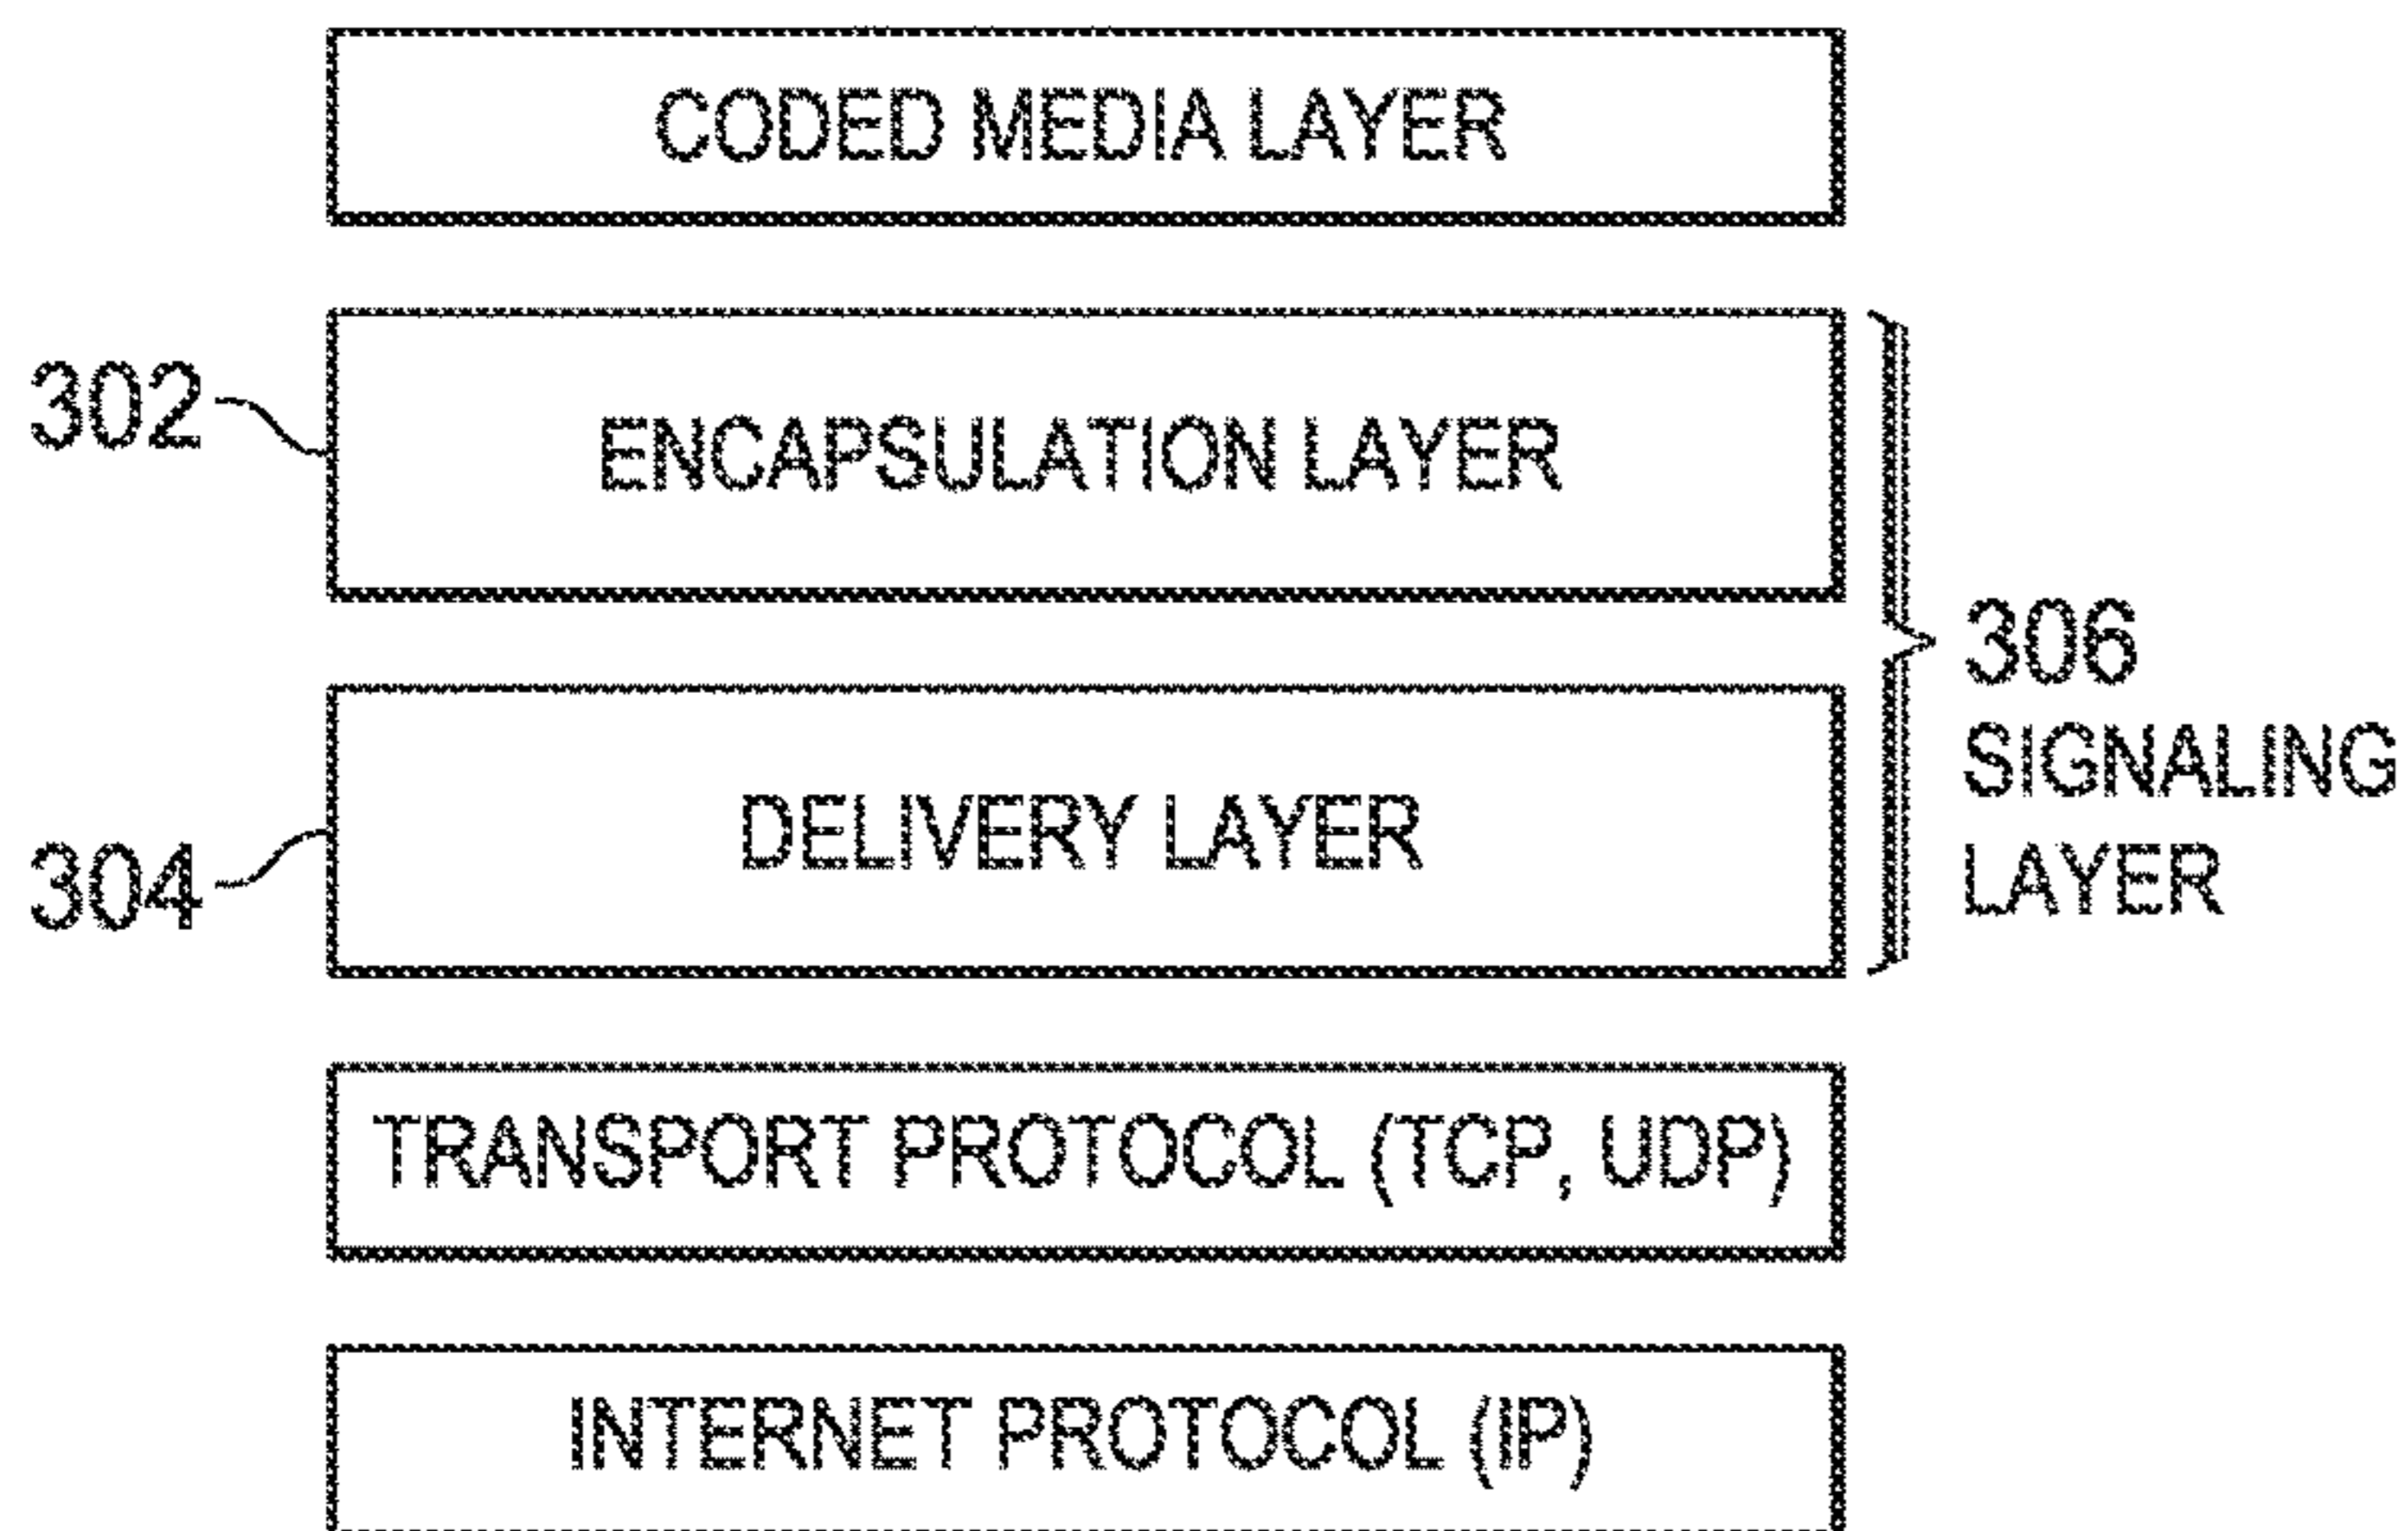 CODED MEDIA LAYER
302
ENCAPSULATION LAYER
304
DELIVERY LAYER
306
SIGNALING
LAYER
TRANSPORT PROTOCOL (TCP, UDP)
INTERNET PROTOCOL (IP)